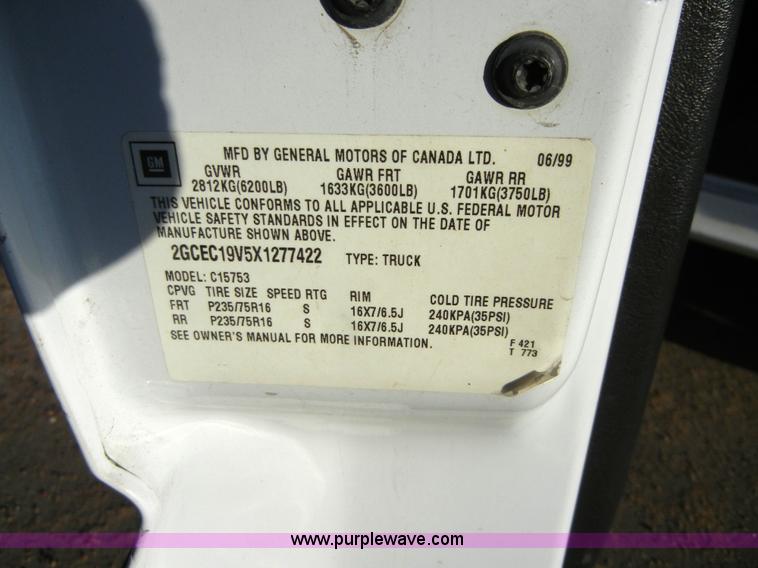 GM
MFD BY GENERAL MOTORS OF CANADA LTD. 06/99
GVWR GAWR FRT GAWR RR
2812KG(6200LB) 1633KG(3600LB) 1701KG(3750LB)
THIS VEHICLE CONFORMS TO ALL APPLICABLE U.S. FEDERAL MOTOR
VEHICLE SAFETY STANDARDS IN EFFECT ON THE DATE OF
MANUFACTURE SHOWN ABOVE.
2GCEC19V5X1277422 TYPE: TRUCK
MODEL: C15753
CPVG TIRE SIZE SPEED RTG RIM COLD TIRE PRESSURE
FRT P235/75R16 S 16X7/6.5J 240KPA(35PSI)
RR P235/75R16 S 16X7/6.5J 240KPA(35PSI)
SEE OWNER'S MANUAL FOR MORE INFORMATION.
F 421
T 773
www.purplewave.com